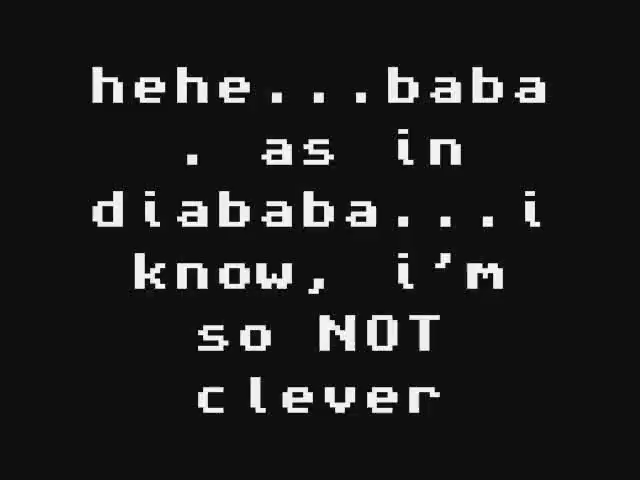 hehe...baba
. as in
diababa...i
know, i'm
so NOT
clever